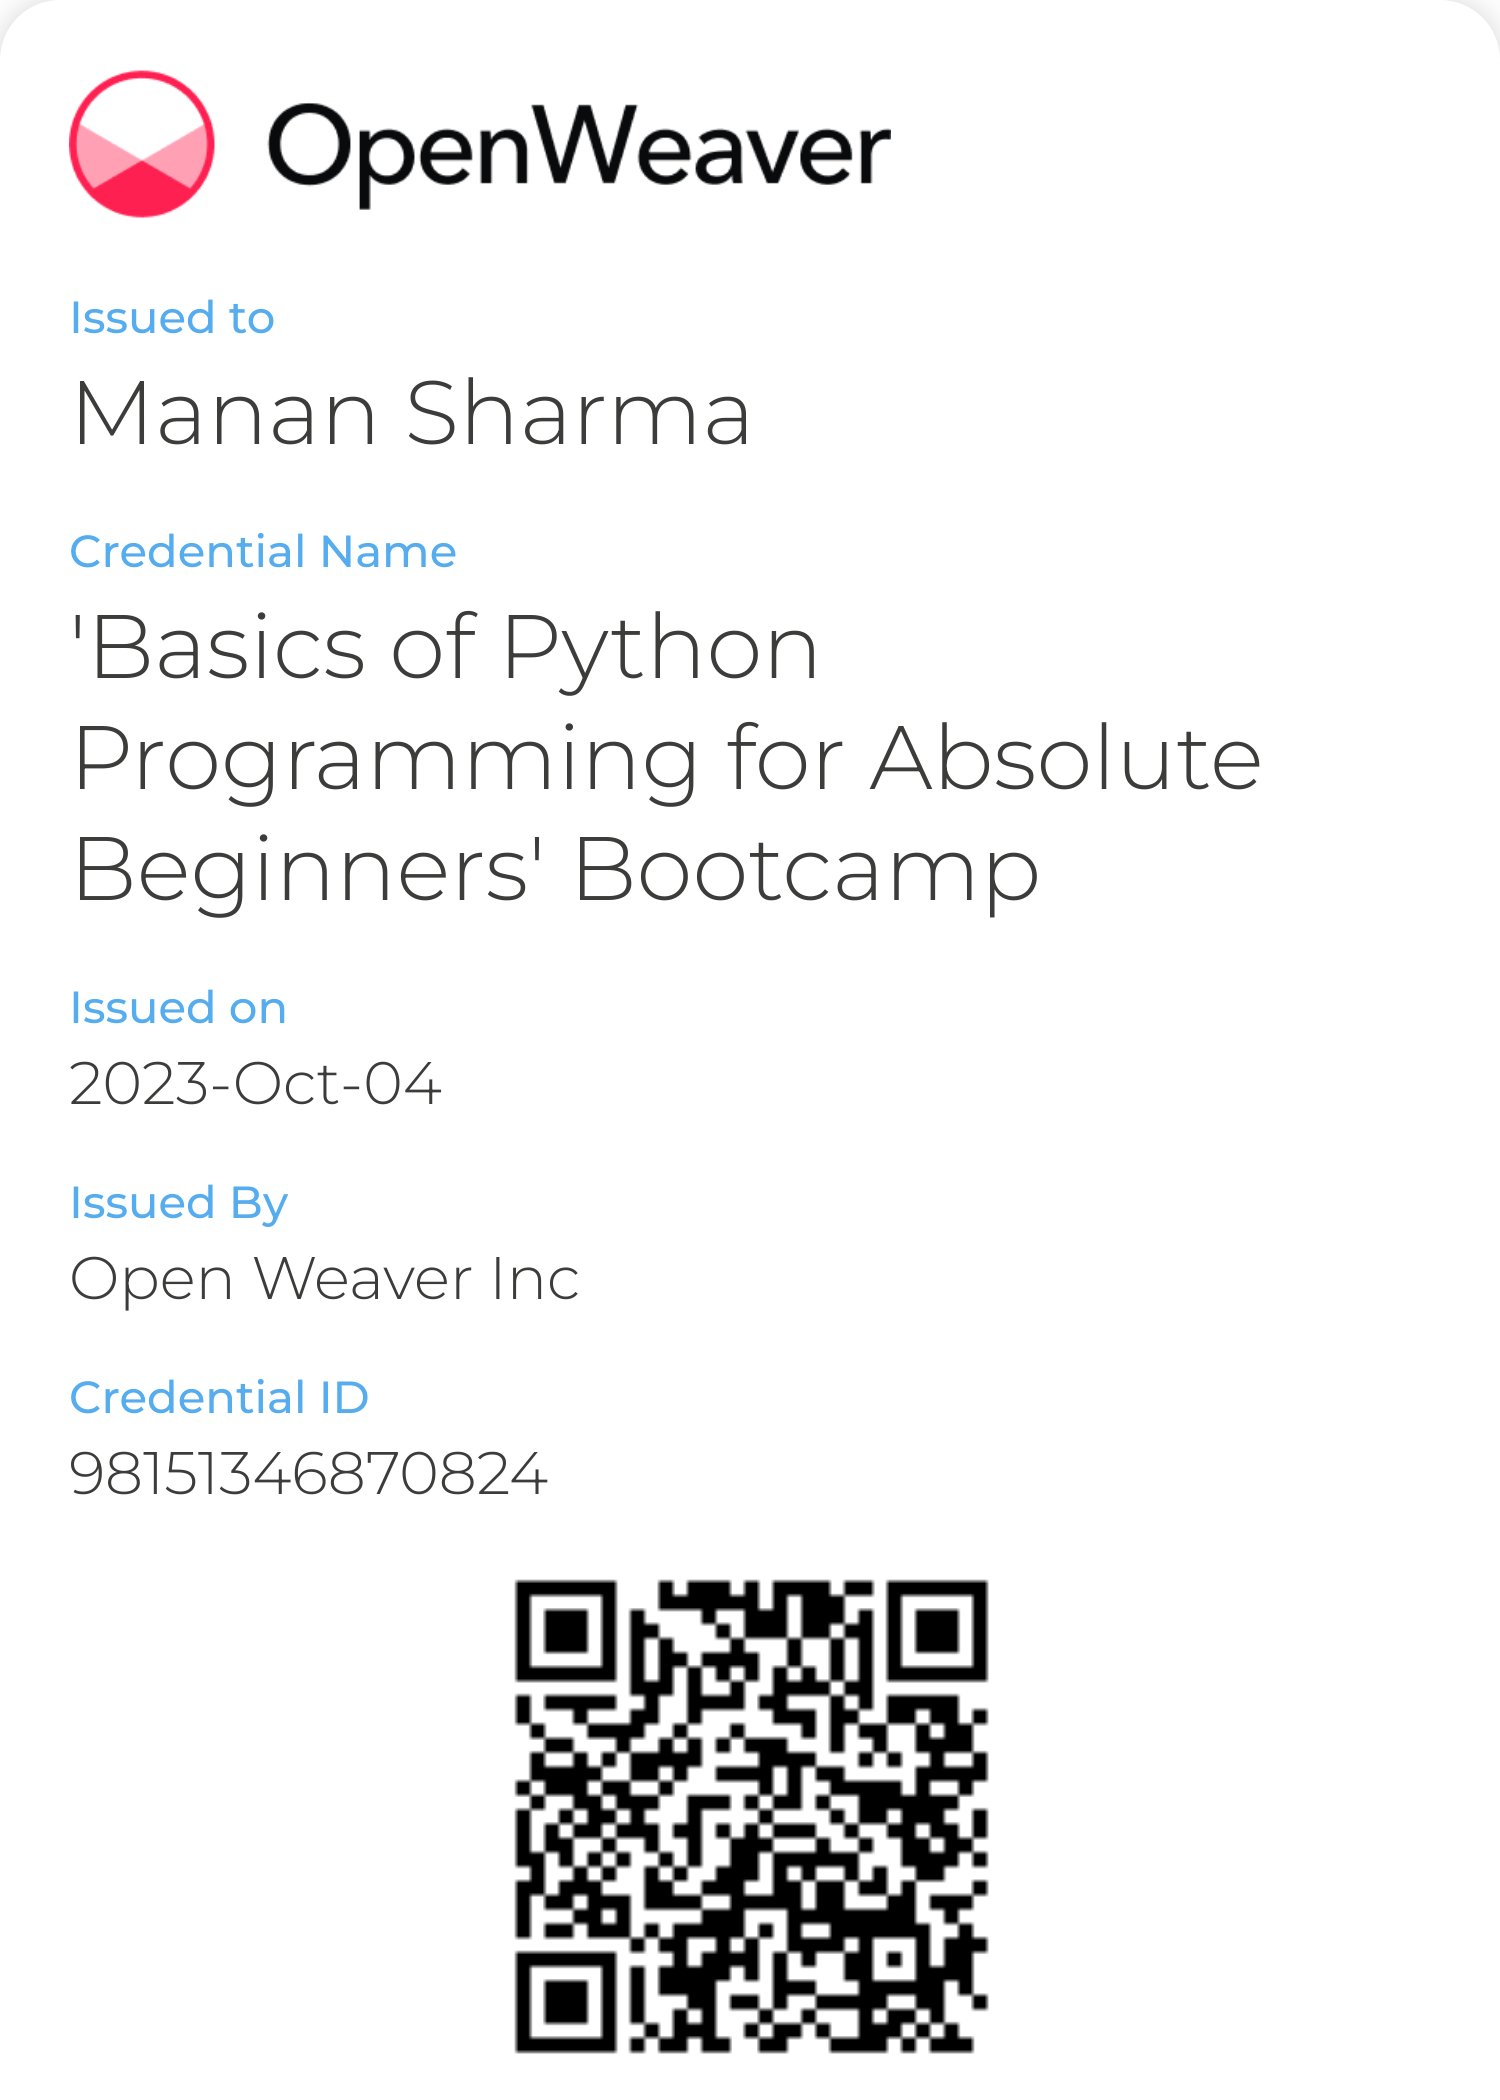 OpenWeaver
Issued to
Manan Sharma
Credential Name
'Basics of Python
Programming for Absolute
Beginners' Bootcamp
Issued on
2023-Oct-04
Issued By
Open Weaver Inc
Credential ID
98151346870824